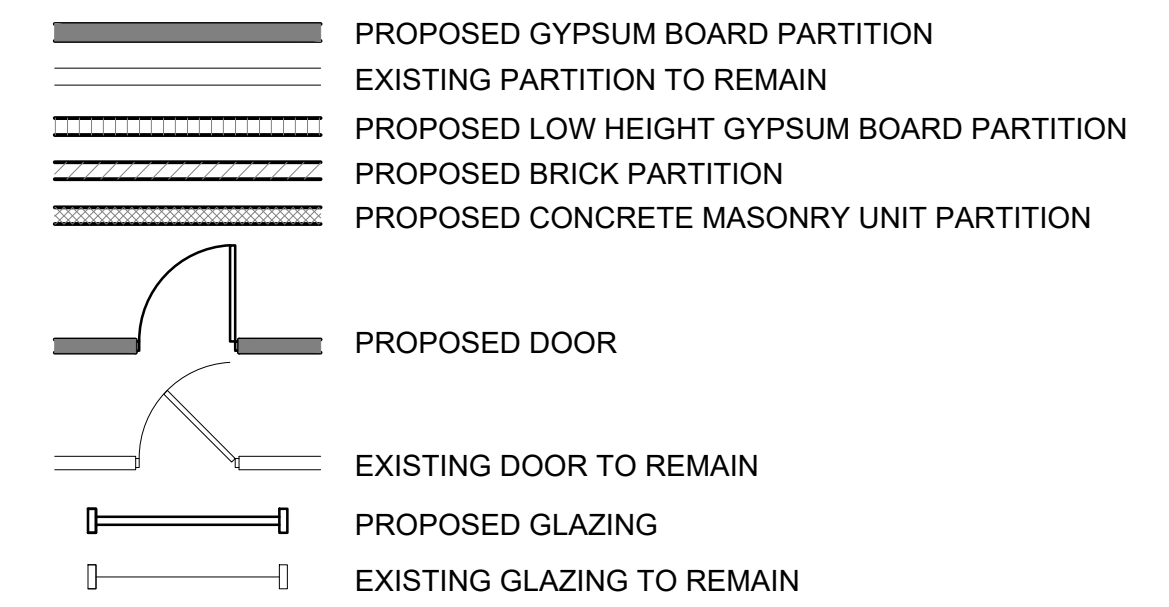 PROPOSED GYPSUM BOARD PARTITION
EXISTING PARTITION TO REMAIN
PROPOSED LOW HEIGHT GYPSUM BOARD PARTITION
PROPOSED BRICK PARTITION
PROPOSED CONCRETE MASONRY UNIT PARTITION
PROPOSED DOOR
EXISTING DOOR TO REMAIN
PROPOSED GLAZING
EXISTING GLAZING TO REMAIN